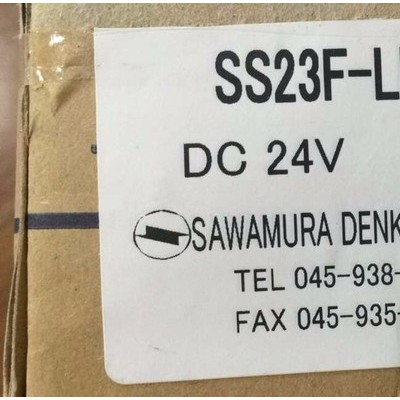 SS23F-L
DC 24V
SAWAMURA DENK
TEL 045-938-
FAX 045-935-